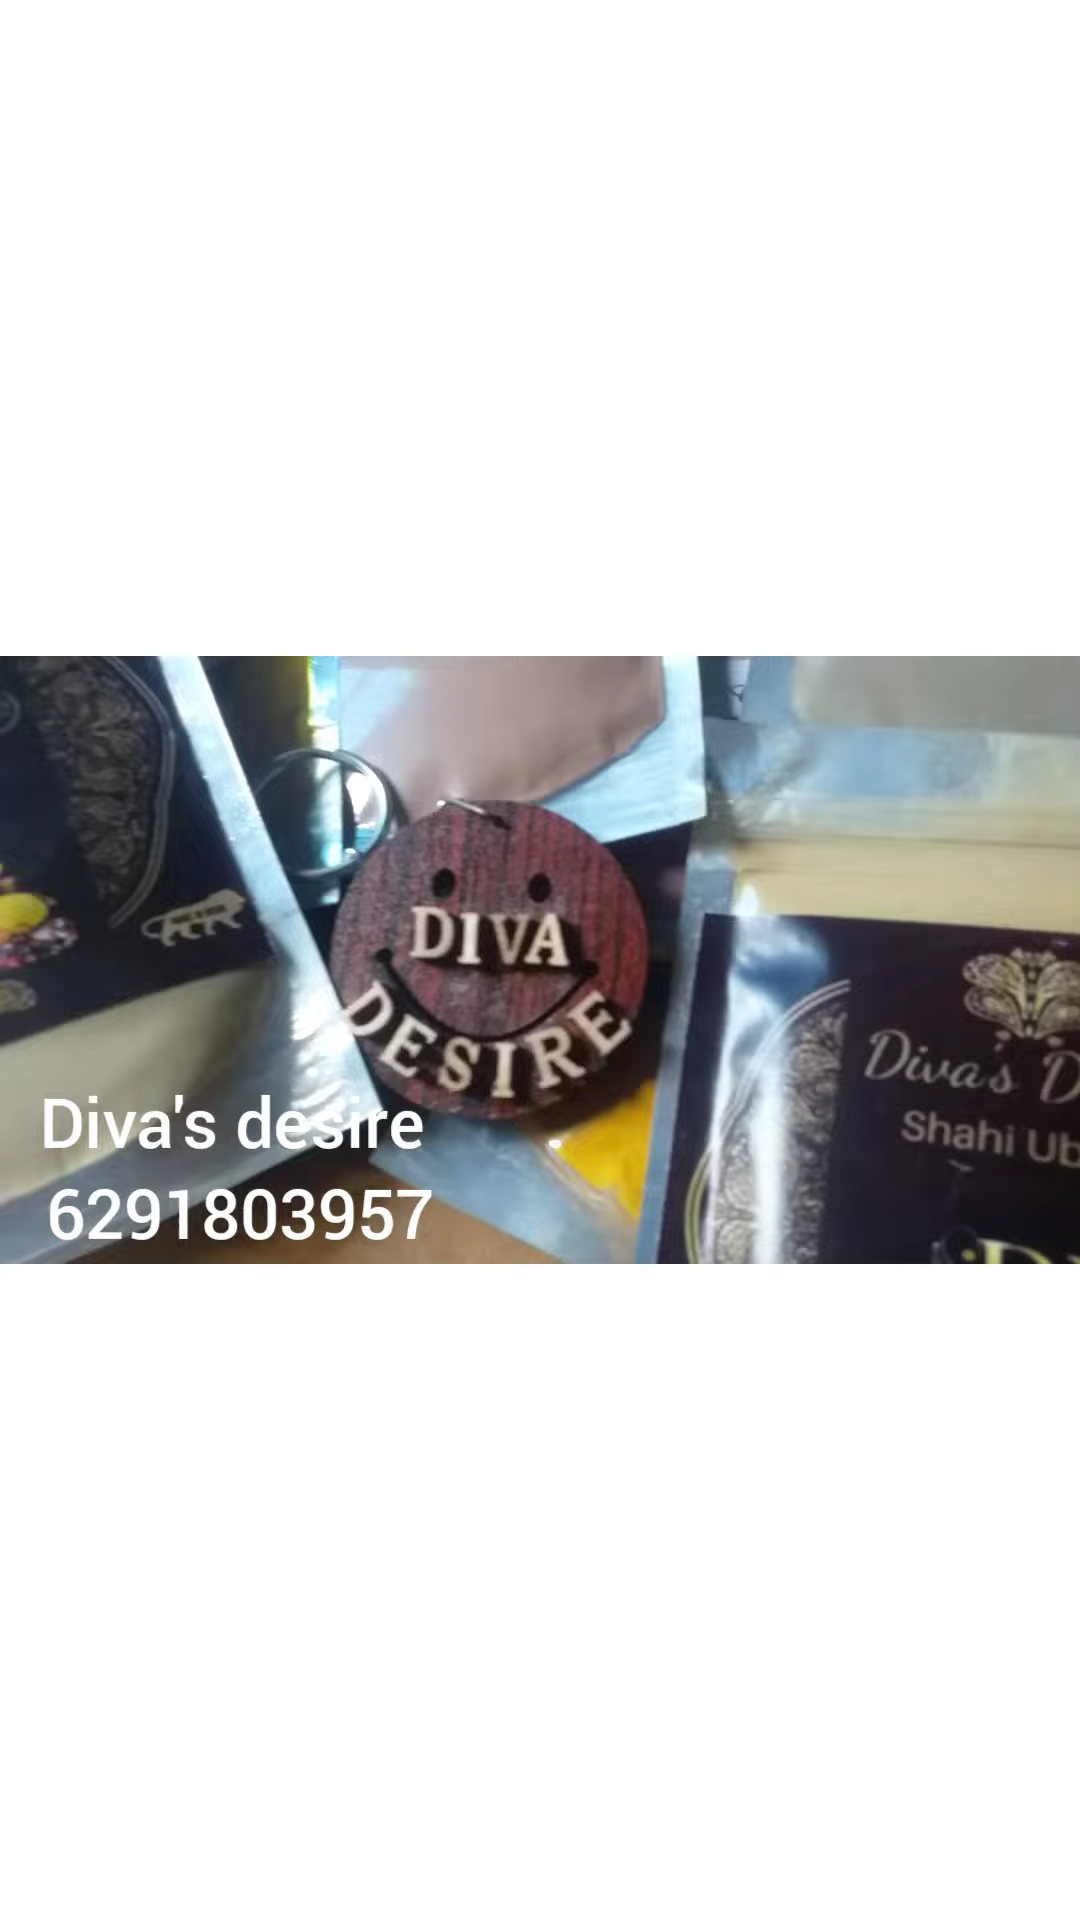 DIVA
DESIRE
Diva's D
Shahi Ub
Diva's desire
6291803957